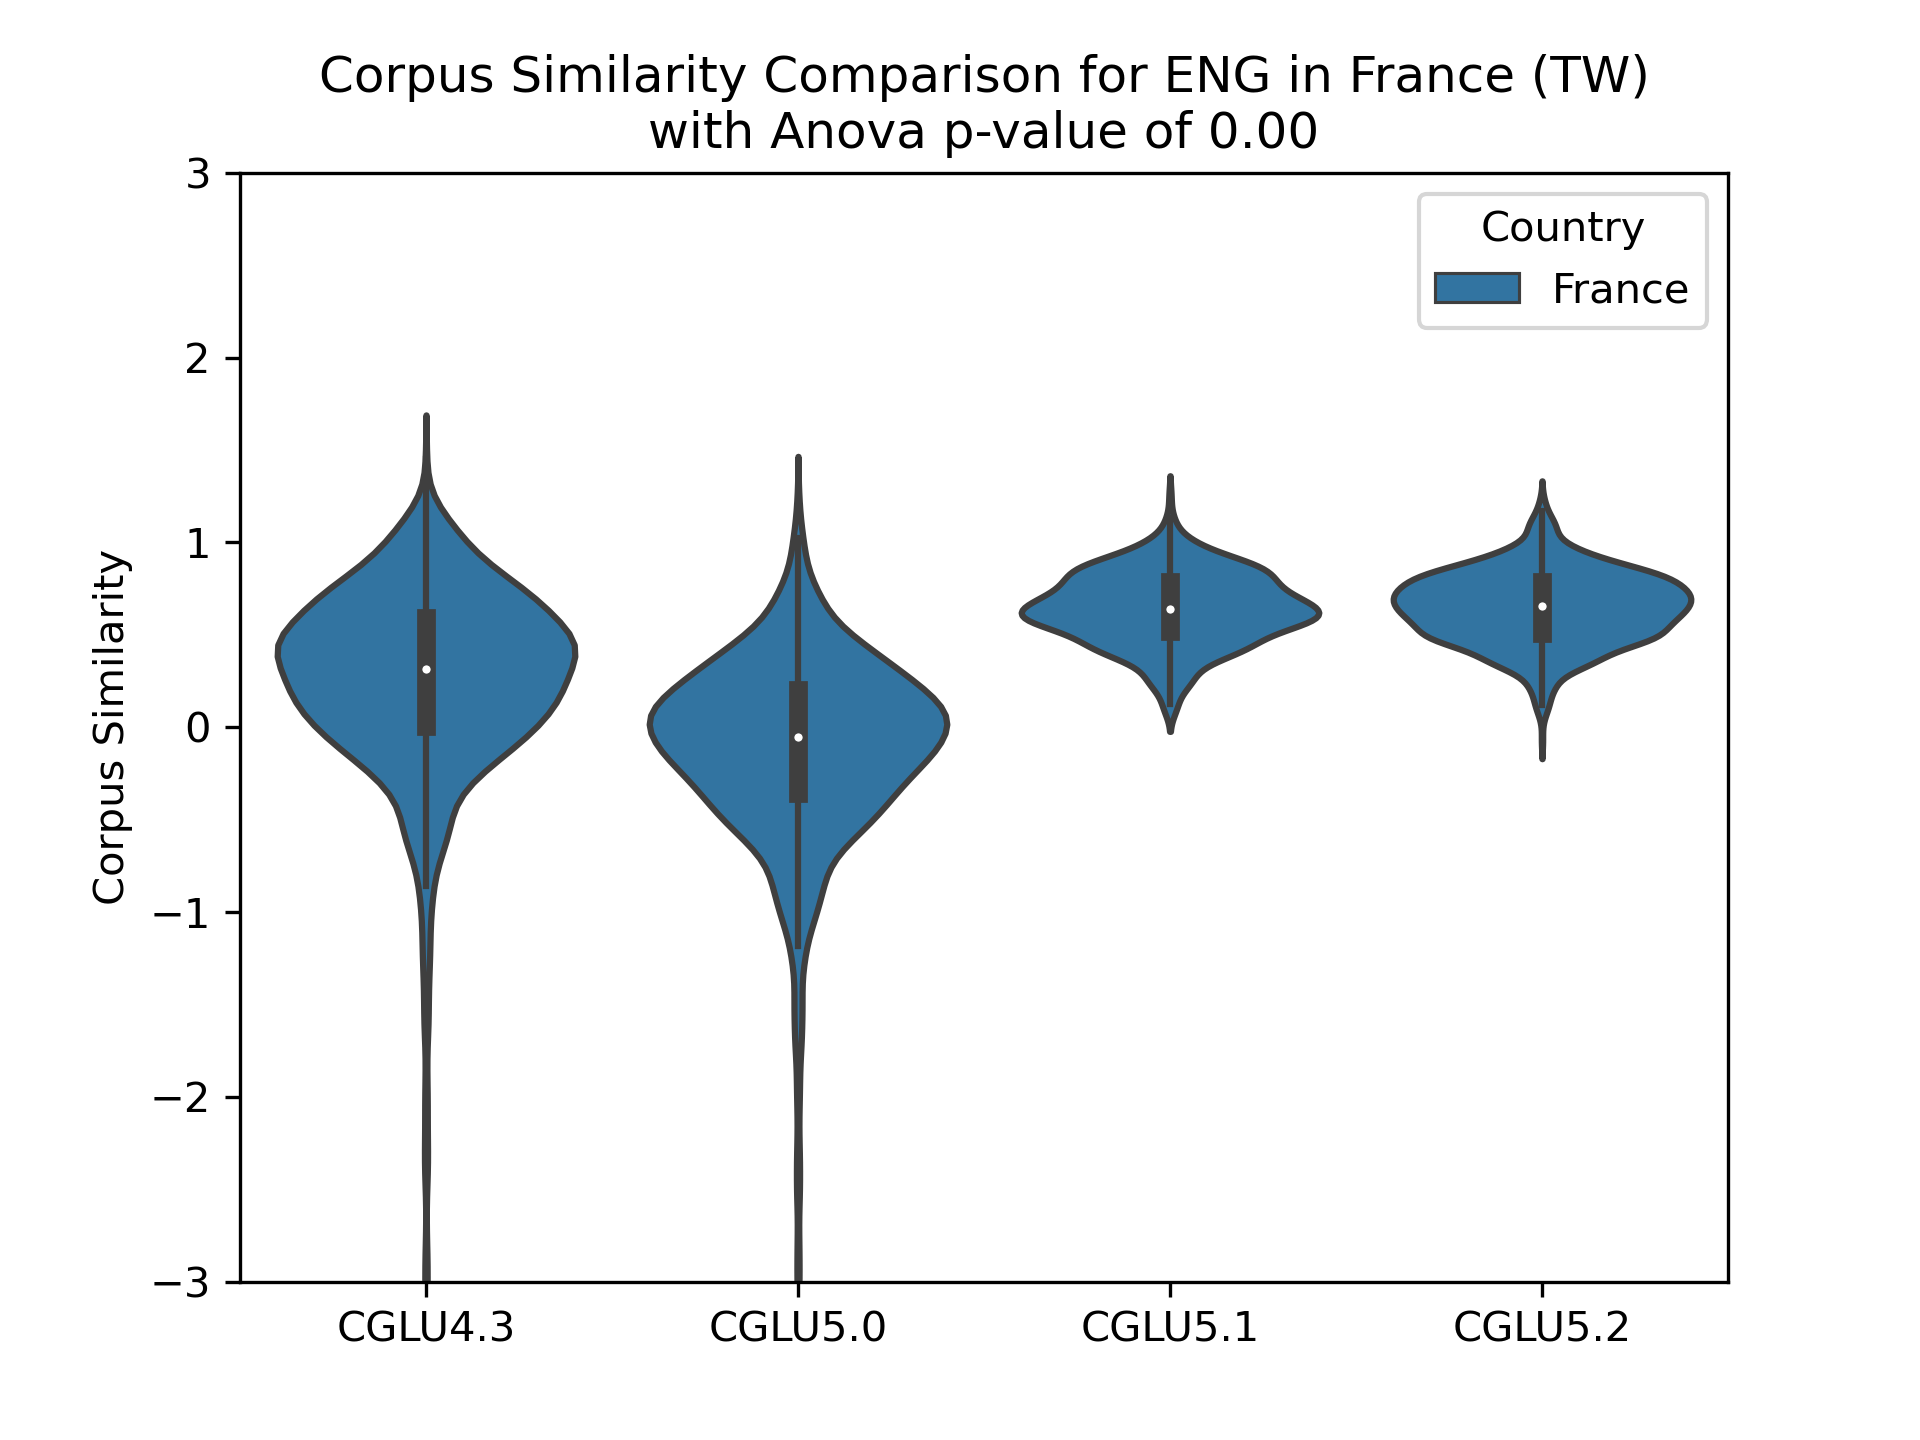 Corpus Similarity Comparison for ENG in France (TW)
with Anova p-value of 0.00
Country
France
Corpus Similarity
3
2
1
0
−1
−2
−3
CGLU4.3 CGLU5.0 CGLU5.1 CGLU5.2